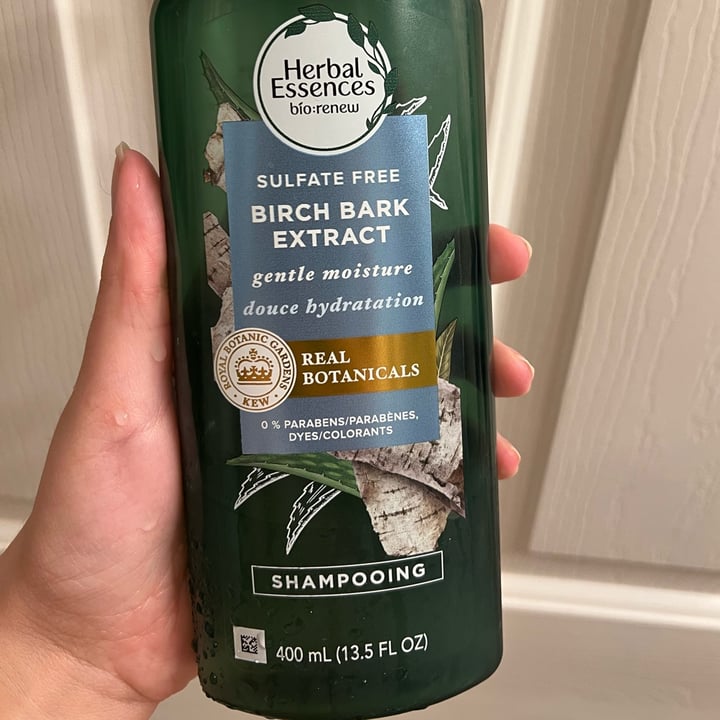 Herbal
Essences
bío:renew
SULFATE FREE
BIRCH BARK
EXTRACT
gentle moisture
douce hydratation
ROYAL BOTANIC GARDENS
• KEW •
REAL
BOTANICALS
0 % PARABENS/PARABÈNES,
DYES/COLORANTS
SHAMPOOING
400 mL (13.5 FL OZ)